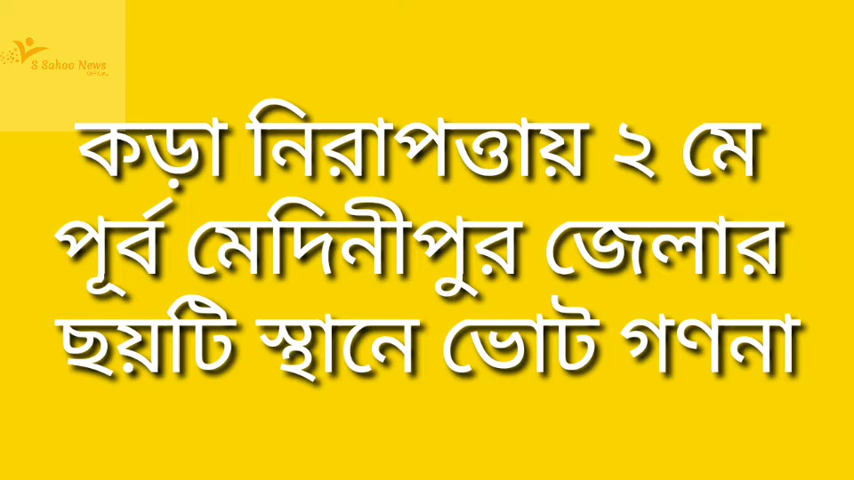 S Sahoo News
কড়া নিরাপত্তায় ২ মে
পূর্ব মেদিনীপুর জেলার
ছয়টি স্থানে ভোট গণনা